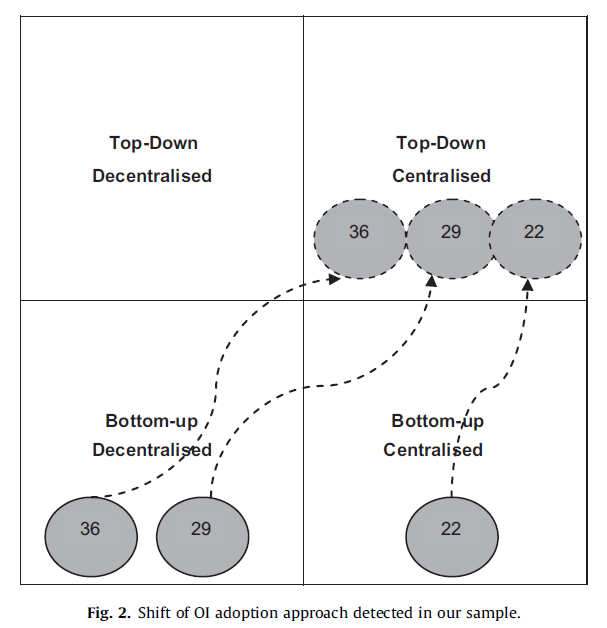 Top-Down
Decentralised
Top-Down
Centralised
36
29
22
Bottom-up
Decentralised
Bottom-up
Centralised
36
29
22
Fig. 2. Shift of OI adoption approach detected in our sample.